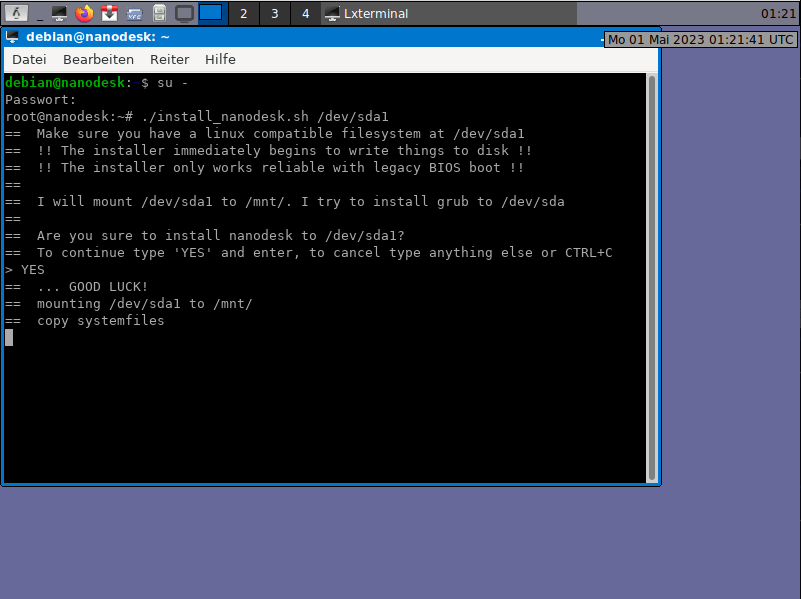 _ 2 3 4 Lxterminal 01:21
debian@nanodesk: ~
Mo 01 Mai 2023 01:21:41 UTC
Datei Bearbeiten Reiter Hilfe
debian@nanodesk:~$ su -
Passwort:
root@nanodesk:~# ./install_nanodesk.sh /dev/sda1
==  Make sure you have a linux compatible filesystem at /dev/sda1
==  !! The installer immediately begins to write things to disk !!
==  !! The installer only works reliable with legacy BIOS boot !!
==
==  I will mount /dev/sda1 to /mnt/. I try to install grub to /dev/sda
==
==  Are you sure to install nanodesk to /dev/sda1?
==  To continue type 'YES' and enter, to cancel type anything else or CTRL+C
> YES
==  ... GOOD LUCK!
==  mounting /dev/sda1 to /mnt/
==  copy systemfiles